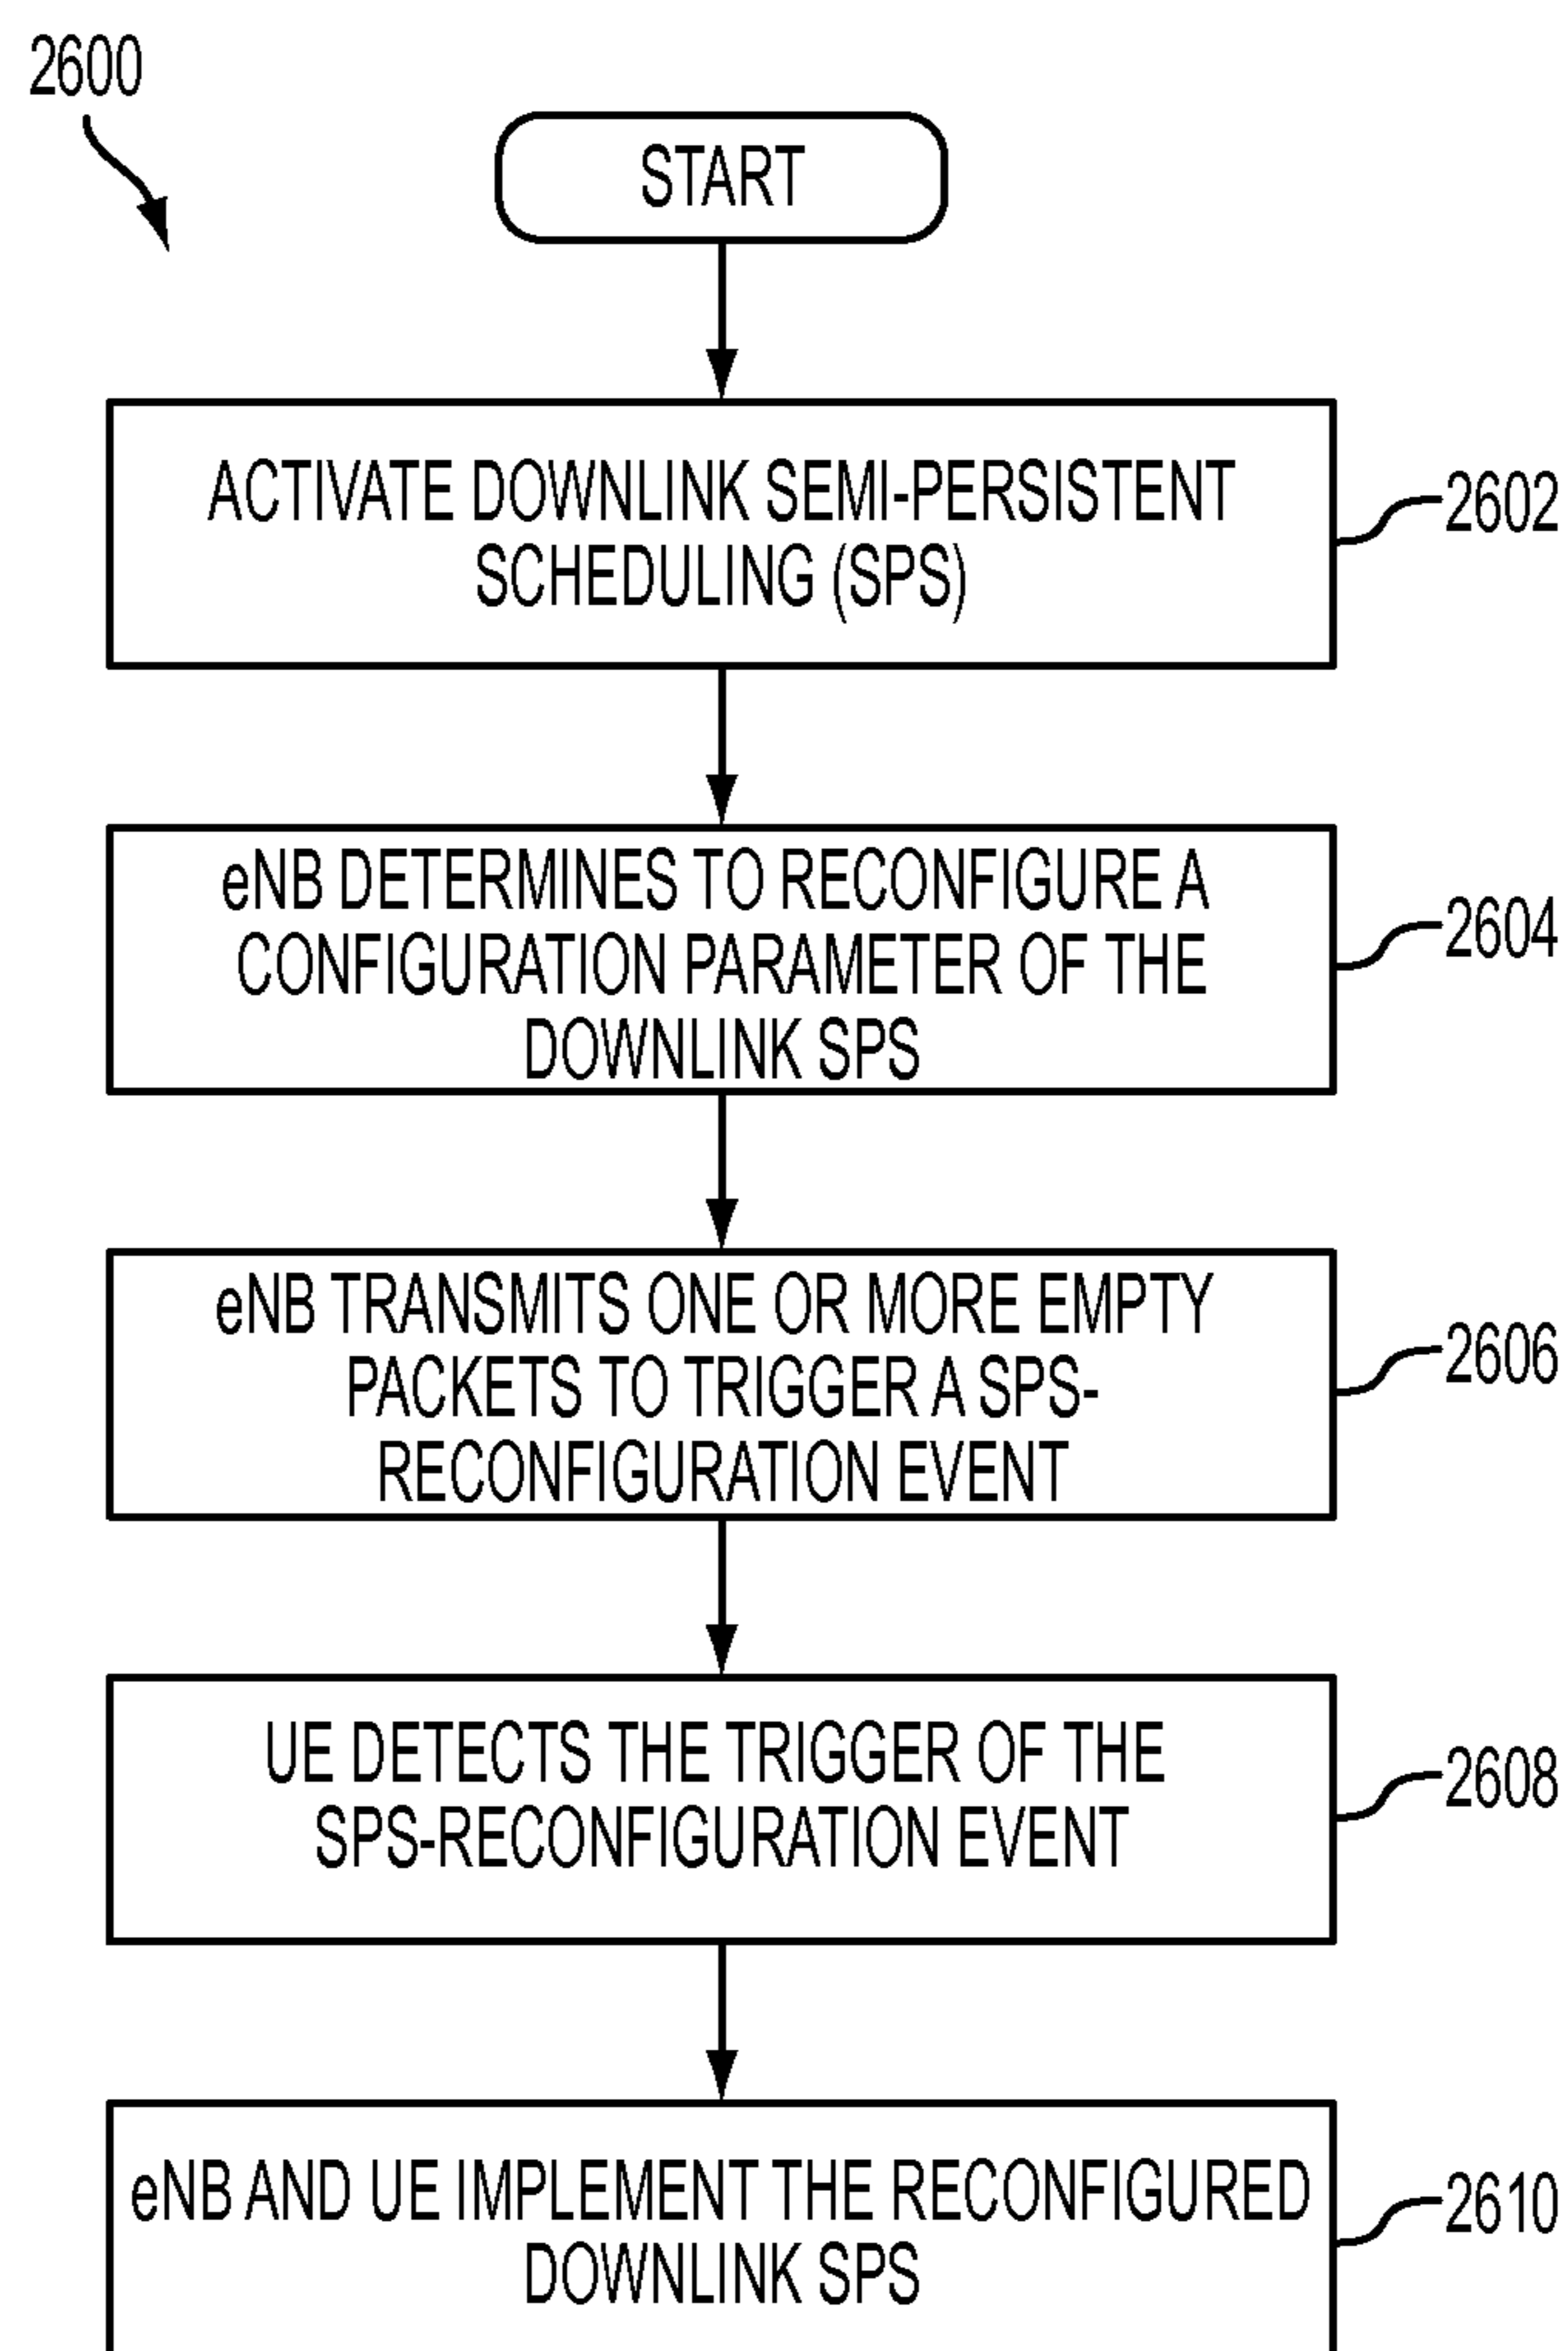 2600
START
ACTIVATE DOWNLINK SEMI-PERSISTENT
SCHEDULING (SPS)
2602
eNB DETERMINES TO RECONFIGURE A
CONFIGURATION PARAMETER OF THE
DOWNLINK SPS
2604
eNB TRANSMITS ONE OR MORE EMPTY
PACKETS TO TRIGGER A SPS-
RECONFIGURATION EVENT
2606
UE DETECTS THE TRIGGER OF THE
SPS-RECONFIGURATION EVENT
2608
eNB AND UE IMPLEMENT THE RECONFIGURED
DOWNLINK SPS
2610